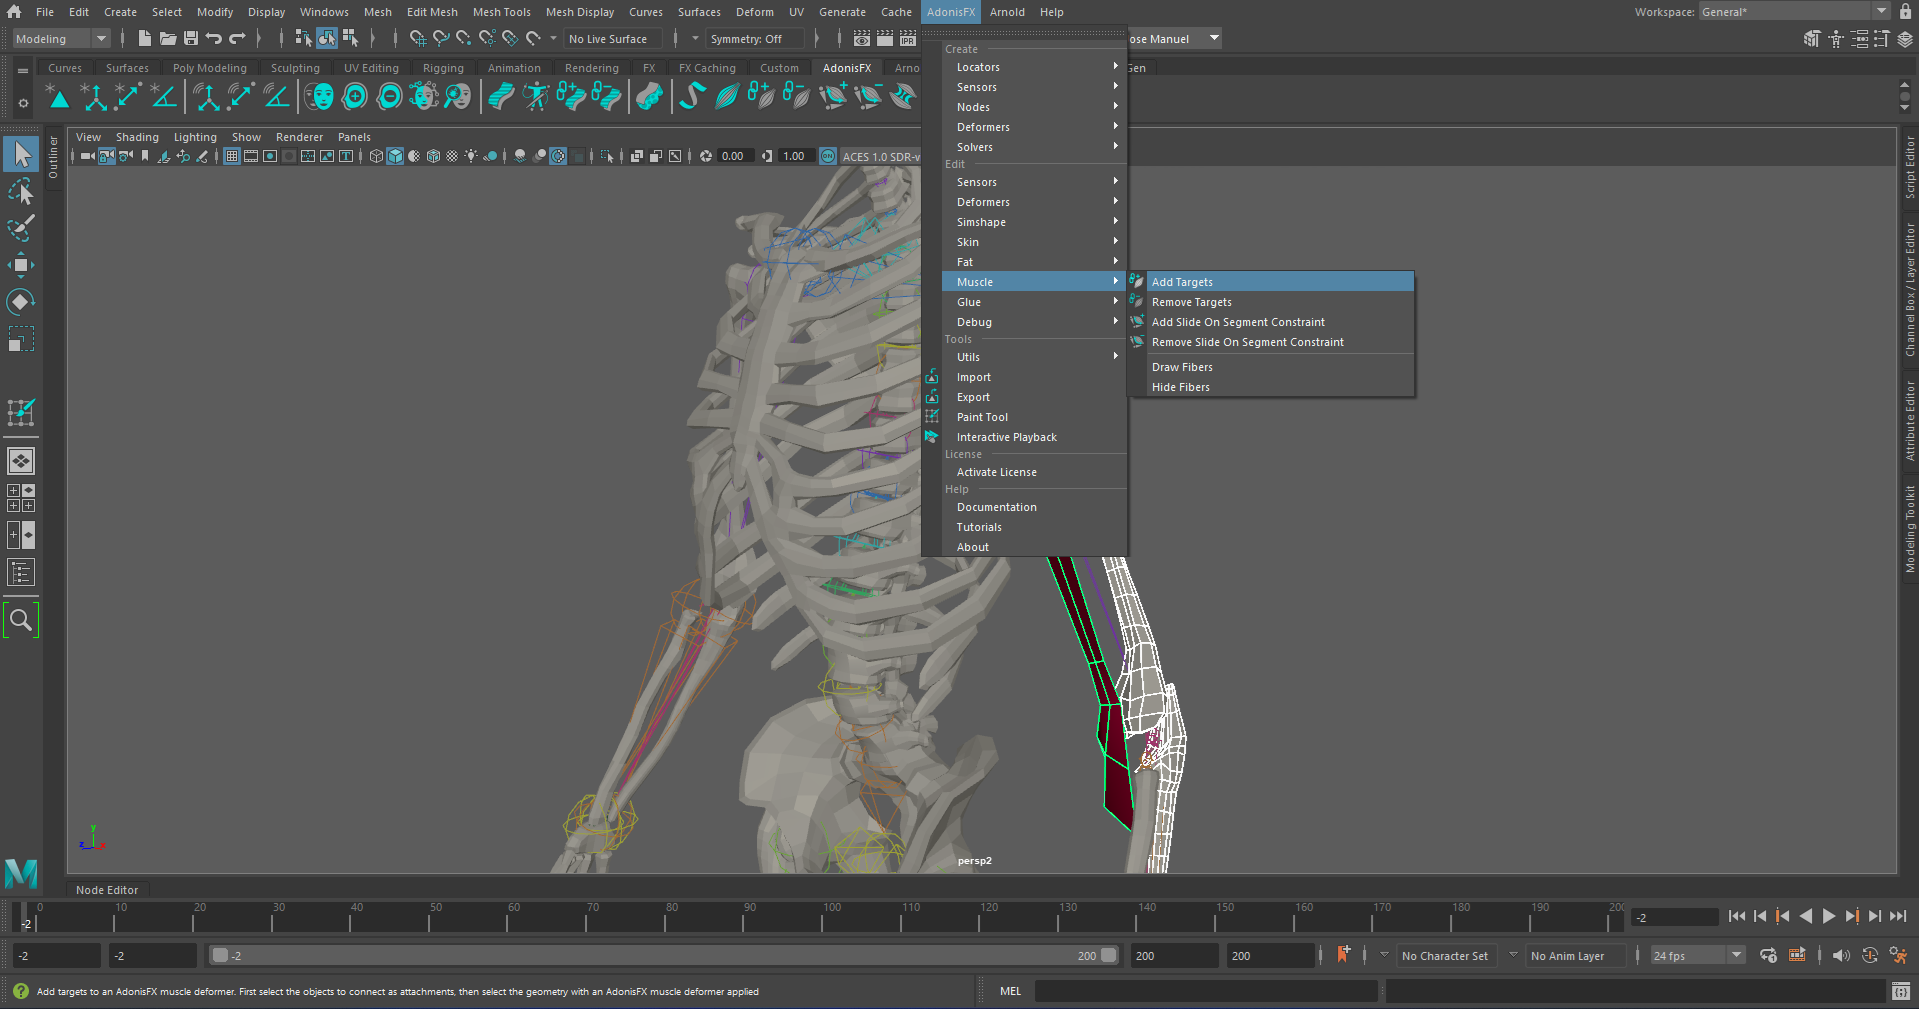 File Edit Create Select Modify Display Windows Mesh Edit Mesh Mesh Tools Mesh Display Curves Surfaces Deform UV Generate Cache AdonisFX Arnold Help Workspace: General*
Modeling No Live Surface Symmetry: Off IPR ose Manuel
Curves Surfaces Poly Modeling Sculpting UV Editing Rigging Animation Rendering FX FX Caching Custom AdonisFX Arno Gen
View Shading Lighting Show Renderer Panels
0.00 1.00 ON ACES 1.0 SDR-v
Outliner
Script Editor
Channel Box / Layer Editor
Attribute Editor
Modeling Toolkit
Create
Locators
Sensors
Nodes
Deformers
Solvers
Edit
Sensors
Deformers
Simshape
Skin
Fat
Muscle
Glue
Debug
Tools
Utils
Import
Export
Paint Tool
Interactive Playback
License
Activate License
Help
Documentation
Tutorials
About
Add Targets
Remove Targets
Add Slide On Segment Constraint
Remove Slide On Segment Constraint
Draw Fibers
Hide Fibers
y
z x
persp2
M
Node Editor
0 10 20 30 40 50 60 70 80 90 100 110 120 130 140 150 160 170 180 190 200
-2 -2
-2 -2 -2 200 200 200 No Character Set No Anim Layer 24 fps
Add targets to an AdonisFX muscle deformer. First select the objects to connect as attachments, then select the geometry with an AdonisFX muscle deformer applied MEL